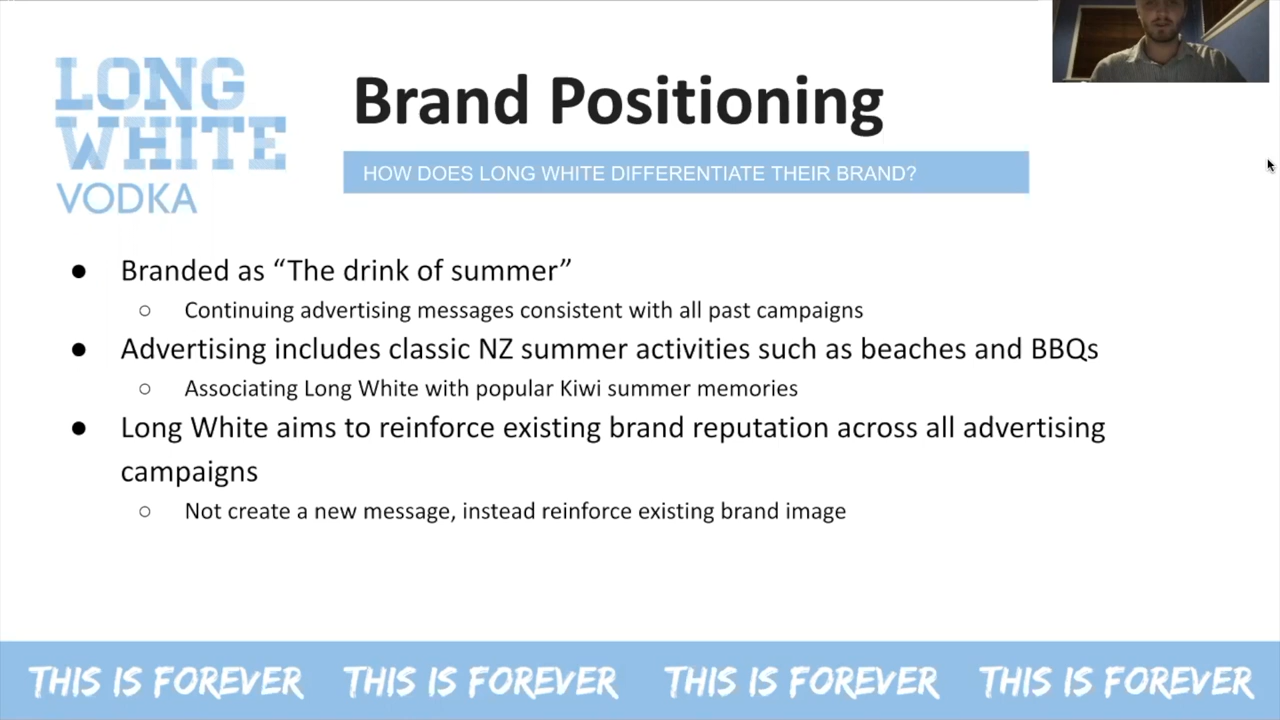 LONG
WHITE
VODKA
Brand Positioning
HOW DOES LONG WHITE DIFFERENTIATE THEIR BRAND?
● Branded as “The drink of summer”
○ Continuing advertising messages consistent with all past campaigns
● Advertising includes classic NZ summer activities such as beaches and BBQs
○ Associating Long White with popular Kiwi summer memories
● Long White aims to reinforce existing brand reputation across all advertising
campaigns
○ Not create a new message, instead reinforce existing brand image
THIS IS FOREVER THIS IS FOREVER THIS IS FOREVER THIS IS FOREVER